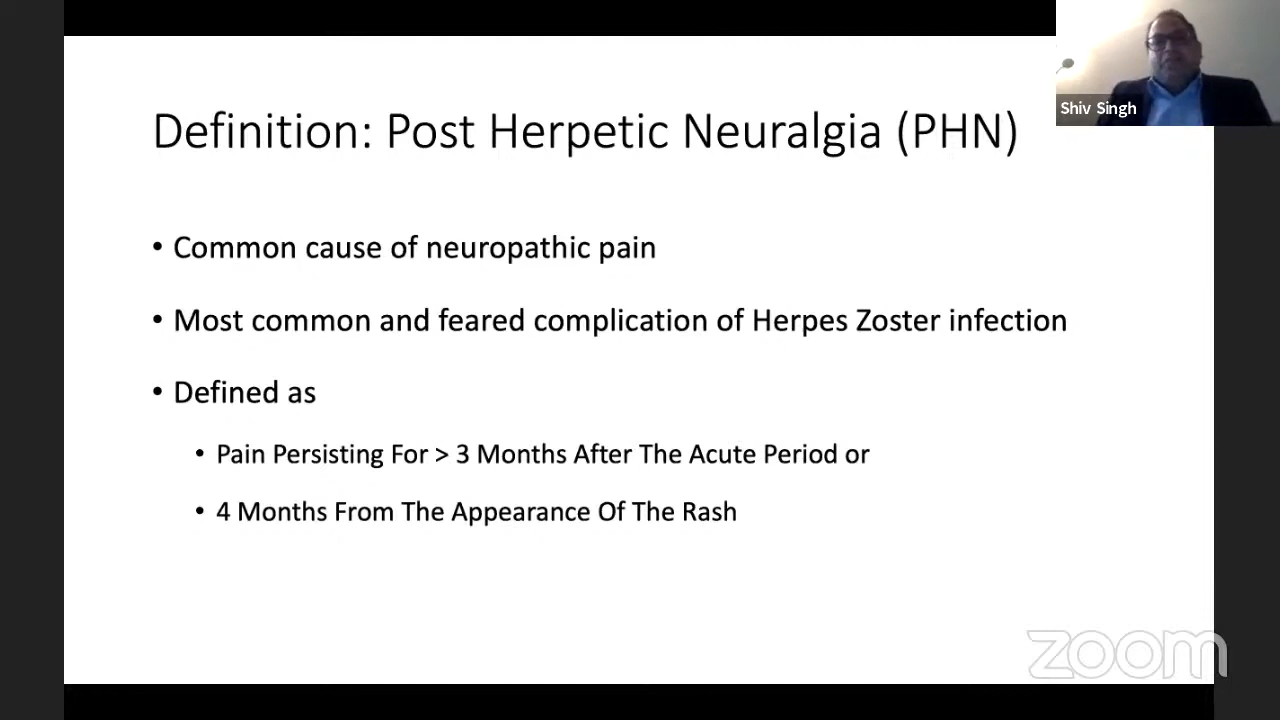 Shiv Singh
Definition: Post Herpetic Neuralgia (PHN)
• Common cause of neuropathic pain
• Most common and feared complication of Herpes Zoster infection
• Defined as
• Pain Persisting For > 3 Months After The Acute Period or
• 4 Months From The Appearance Of The Rash
zoom